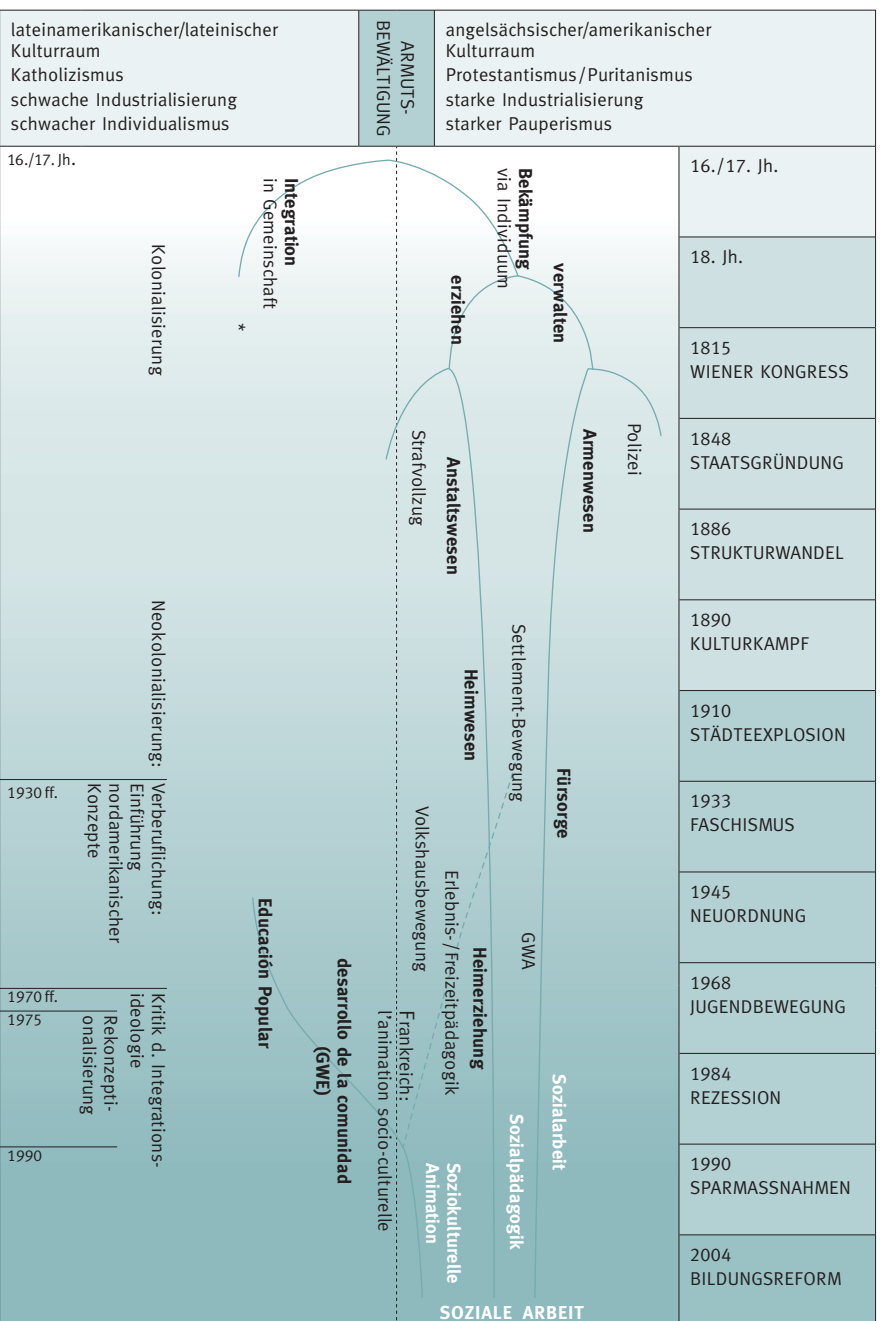 lateinamerikanischer/lateinischer
Kulturraum
Katholizismus
schwache Industrialisierung
schwacher Individualismus
ARMUTS-
BEWÄLTIGUNG
angelsächsischer/amerikanischer
Kulturraum
Protestantismus/Puritanismus
starke Industrialisierung
starker Pauperismus
16./17. Jh.
Integration
in Gemeinschaft
*
Kolonialisierung
Neokolonialisierung:
1930 ff.
Verberuflichung:
Einführung
nordamerikanischer
Konzepte
1970 ff.
Kritik d. Integrations-
ideologie
1975
Rekonzepti-
onalisierung
1990
Educación Popular
desarrollo de la comunidad
(GWE)
Frankreich:
l'animation socio-culturelle
Bekämpfung
via Individuum
verwalten
erziehen
Polizei
Armenwesen
Anstaltswesen
Strafvollzug
Settlement-Bewegung
Heimwesen
Fürsorge
Volkshausbewegung
Erlebnis-/Freizeitpädagogik
Heimerziehung
GWA
Sozialarbeit
Sozialpädagogik
Soziokulturelle
Animation
SOZIALE ARBEIT
16./17. Jh.
18. Jh.
1815
WIENER KONGRESS
1848
STAATSGRÜNDUNG
1886
STRUKTURWANDEL
1890
KULTURKAMPF
1910
STÄDTEEXPLOSION
1933
FASCHISMUS
1945
NEUORDNUNG
1968
JUGENDBEWEGUNG
1984
REZESSION
1990
SPARMASSNAHMEN
2004
BILDUNGSREFORM